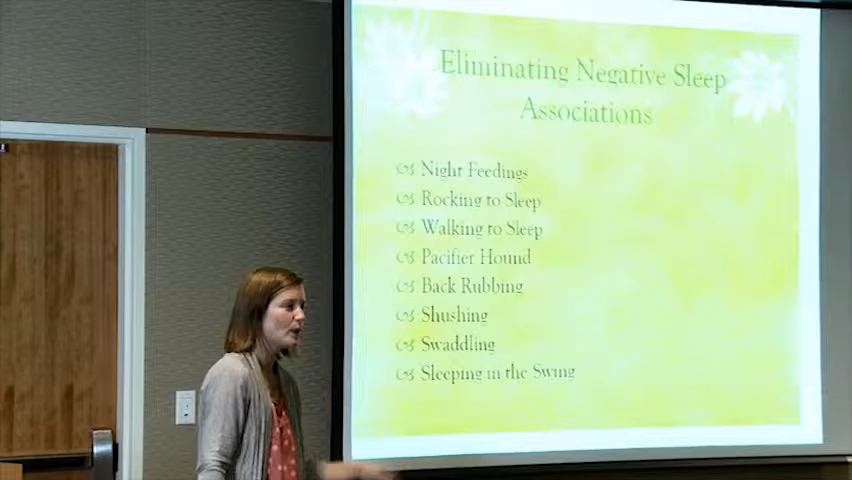 Eliminating Negative Sleep
Associations
Night Feedings
Rocking to Sleep
Walking to Sleep
Pacifier Hound
Back Rubbing
Shushing
Swaddling
Sleeping in the Swing